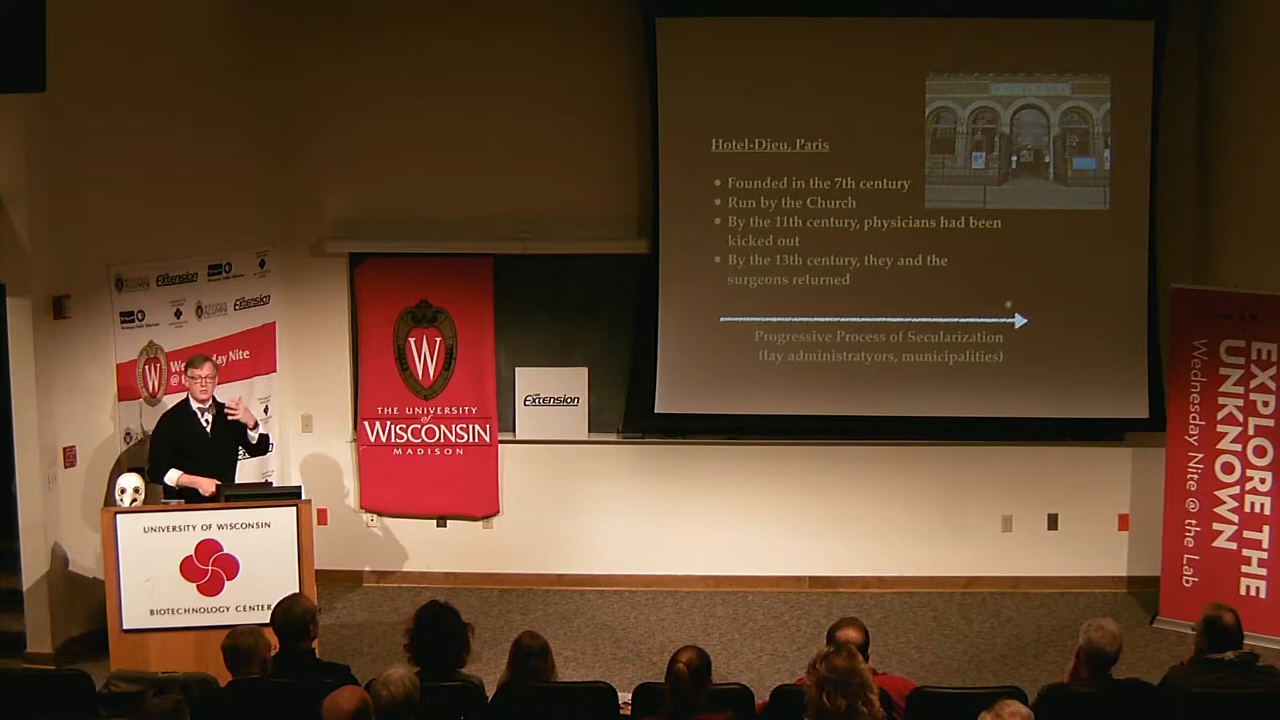 Hotel-Dieu, Paris
• Founded in the 7th century
• Run by the Church
• By the 11th century, physicians had been
kicked out
• By the 13th century, they and the
surgeons returned
Progressive Process of Secularization
(lay administratyors, municipalities)
Extension
ALUMNI
Extension
Wednesday Nite
@
W
THE UNIVERSITY
of
WISCONSIN
MADISON
Extension
UNIVERSITY OF WISCONSIN
BIOTECHNOLOGY CENTER
EXPLORE THE
UNKNOWN
Wednesday Nite @ the Lab